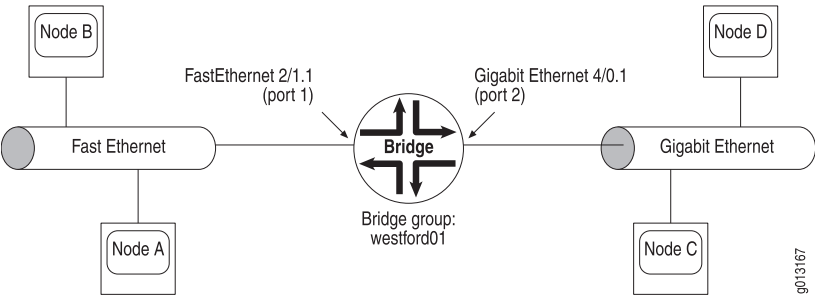 Node B
Node D
FastEthernet 2/1.1
(port 1)
Gigabit Ethernet 4/0.1
(port 2)
Fast Ethernet
Bridge
Gigabit Ethernet
Bridge group:
westford01
Node A
Node C
g013167